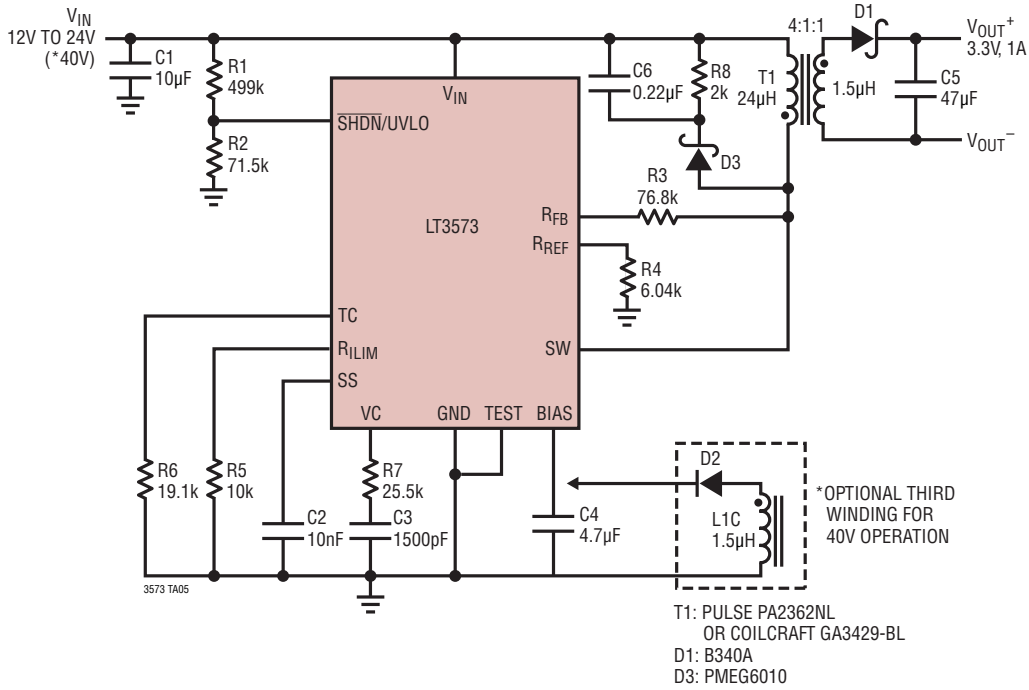 VIN
12V TO 24V
(*40V)
C1
10µF
R1
499k
R2
71.5k
VIN
SHDN/UVLO
LT3573
RFB
RREF
SW
TC
RILIM
SS
VC
GND
TEST
BIAS
C6
0.22µF
R8
2k
D3
R3
76.8k
R4
6.04k
4:1:1
T1
24µH
1.5µH
D1
VOUT+
3.3V, 1A
C5
47µF
VOUT–
R6
19.1k
R5
10k
C2
10nF
R7
25.5k
C3
1500pF
C4
4.7µF
D2
L1C
1.5µH
*OPTIONAL THIRD
WINDING FOR
40V OPERATION
3573 TA05
T1: PULSE PA2362NL
OR COILCRAFT GA3429-BL
D1: B340A
D3: PMEG6010